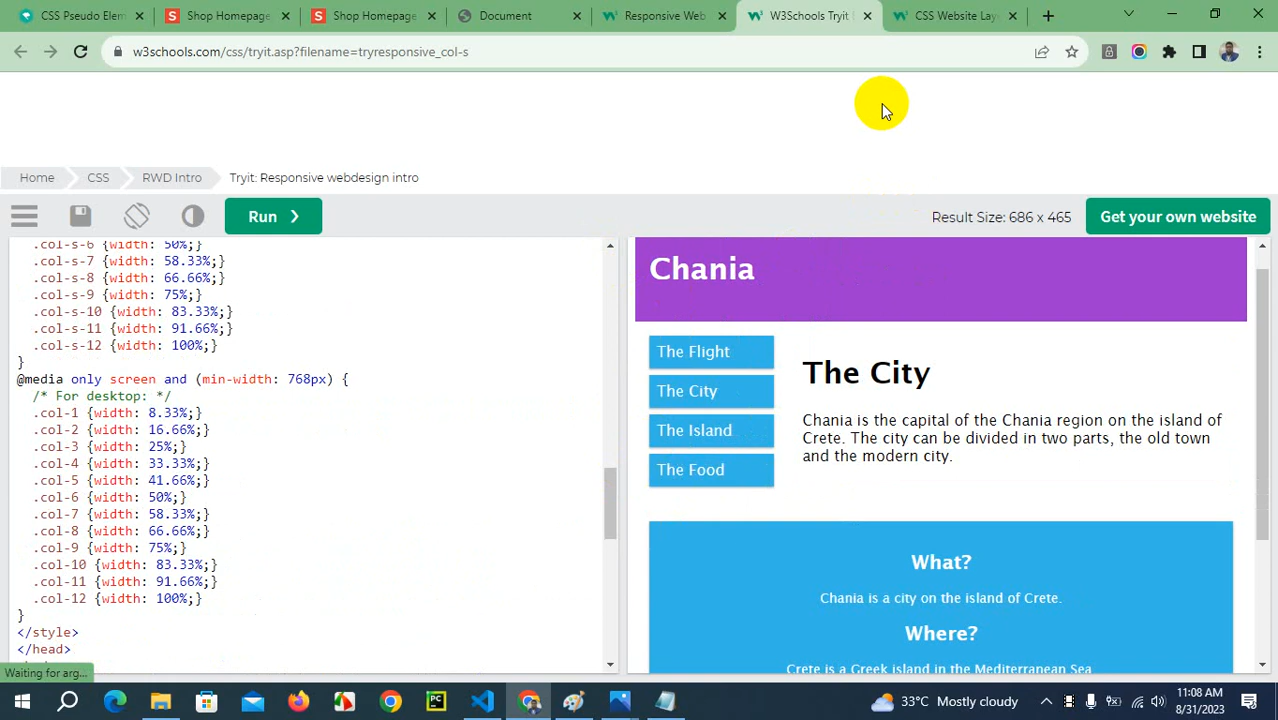 CSS Pseudo Elem
Shop Homepage
Shop Homepage
Document
Responsive Web
W3Schools Tryit
CSS Website Lay
w3schools.com/css/tryit.asp?filename=tryresponsive_col-s
Home
CSS
RWD Intro
Tryit: Responsive webdesign intro
Run ❯
Result Size: 686 x 465
Get your own website
.col-s-6 {width: 50%;}
.col-s-7 {width: 58.33%;}
.col-s-8 {width: 66.66%;}
.col-s-9 {width: 75%;}
.col-s-10 {width: 83.33%;}
.col-s-11 {width: 91.66%;}
.col-s-12 {width: 100%;}
}
@media only screen and (min-width: 768px) {
/* For desktop: */
.col-1 {width: 8.33%;}
.col-2 {width: 16.66%;}
.col-3 {width: 25%;}
.col-4 {width: 33.33%;}
.col-5 {width: 41.66%;}
.col-6 {width: 50%;}
.col-7 {width: 58.33%;}
.col-8 {width: 66.66%;}
.col-9 {width: 75%;}
.col-10 {width: 83.33%;}
.col-11 {width: 91.66%;}
.col-12 {width: 100%;}
}
</style>
</head>
Chania
The Flight
The City
The Island
The Food
The City
Chania is the capital of the Chania region on the island of
Crete. The city can be divided in two parts, the old town
and the modern city.
What?
Chania is a city on the island of Crete.
Where?
Crete is a Greek island in the Mediterranean Sea
Waiting for arg...
33°C Mostly cloudy
11:08 AM
8/31/2023